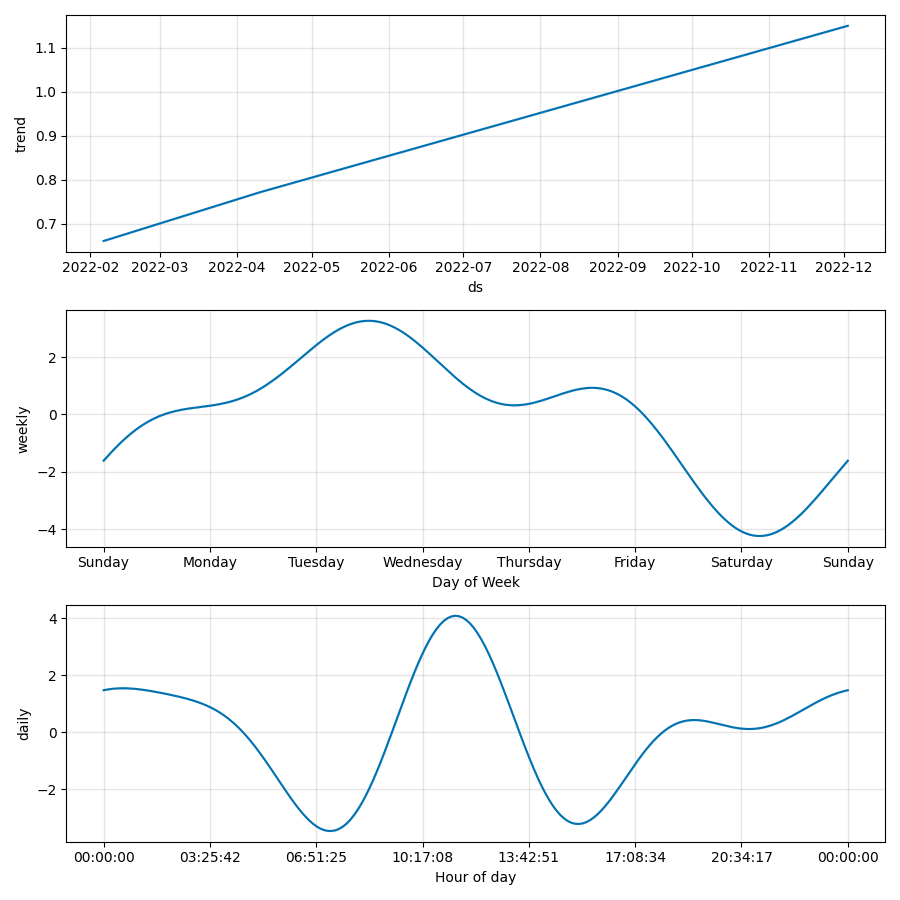 1.1
1.0
0.9
0.8
0.7
trend
2022-02 2022-03 2022-04 2022-05 2022-06 2022-07 2022-08 2022-09 2022-10 2022-11 2022-12
ds
2
0
−2
−4
weekly
Sunday Monday Tuesday Wednesday Thursday Friday Saturday Sunday
Day of Week
4
2
0
−2
daily
00:00:00 03:25:42 06:51:25 10:17:08 13:42:51 17:08:34 20:34:17 00:00:00
Hour of day